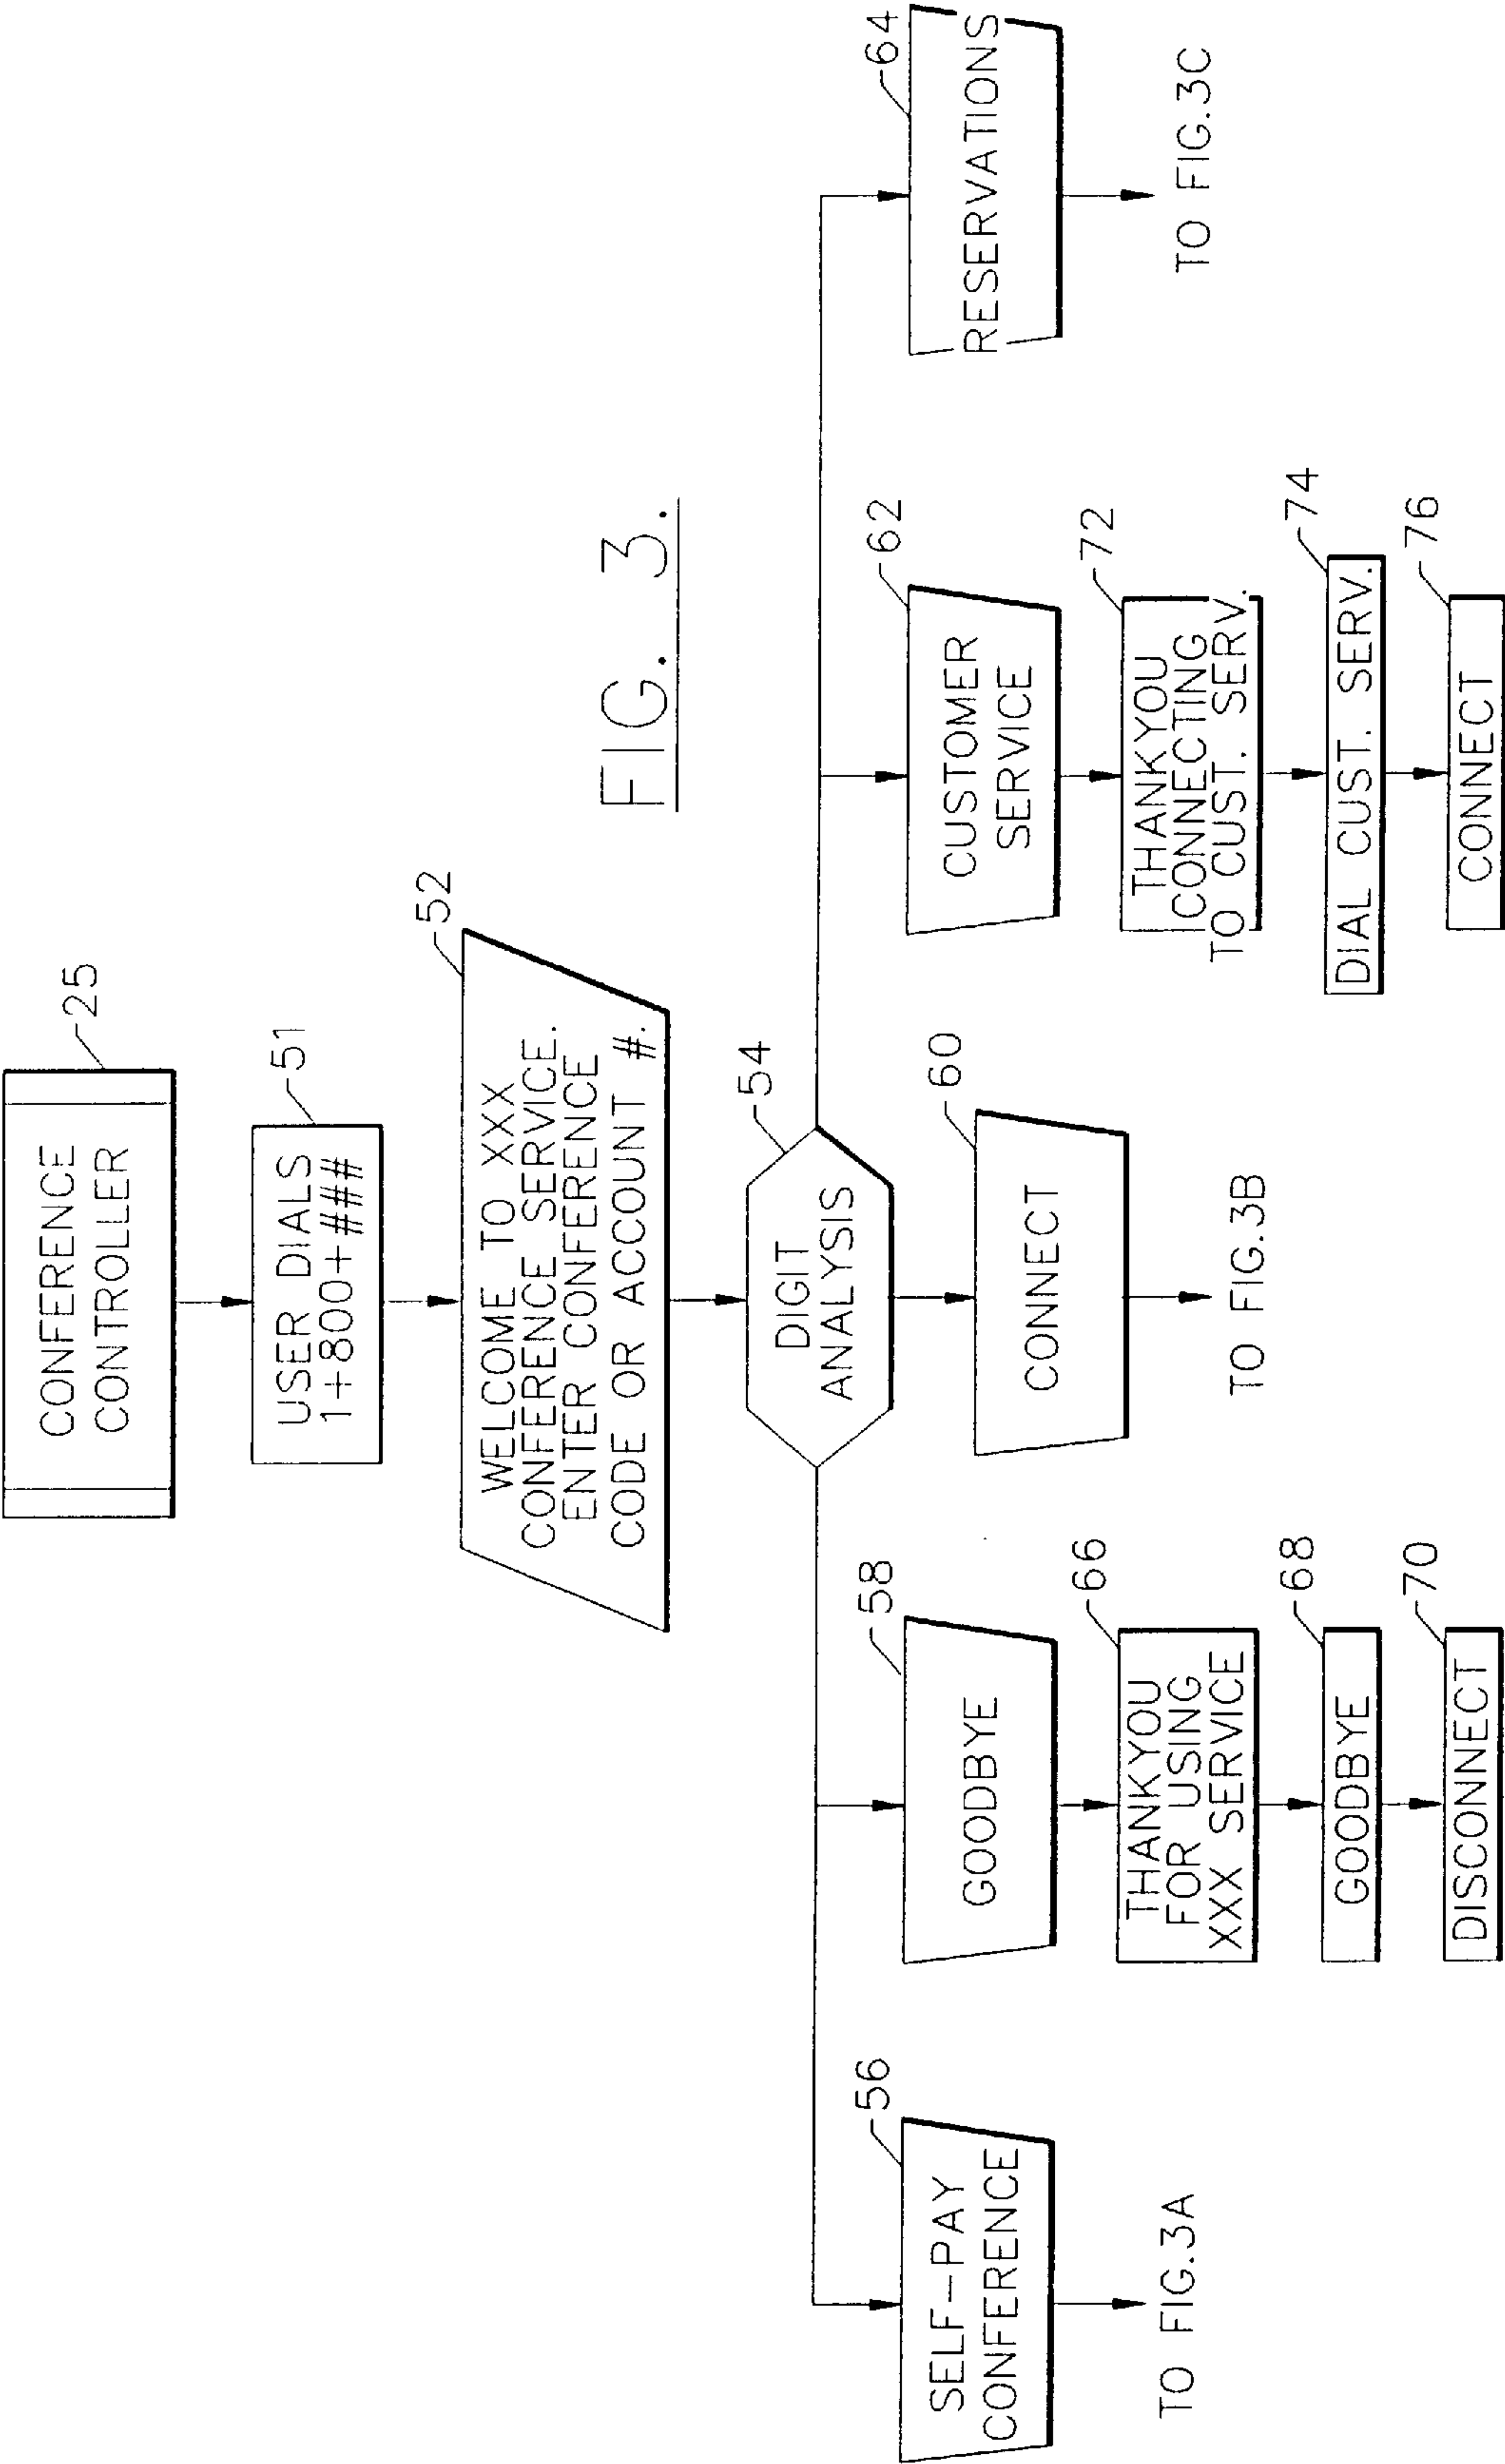 CONFERENCE
CONTROLLER
25
USER DIALS
1+800+###
51
WELCOME TO XXX
CONFERENCE SERVICE.
ENTER CONFERENCE
CODE OR ACCOUNT #.
52
FIG. 3.
DIGIT
ANALYSIS
54
SELF-PAY
CONFERENCE
56
TO FIG.3A
GOODBYE
58
THANKYOU
FOR USING
XXX SERVICE
66
GOODBYE
68
DISCONNECT
70
CONNECT
60
TO FIG.3B
CUSTOMER
SERVICE
62
THANKYOU
CONNECTING
TO CUST. SERV.
72
DIAL CUST. SERV.
74
CONNECT
76
RESERVATIONS
64
TO FIG.3C